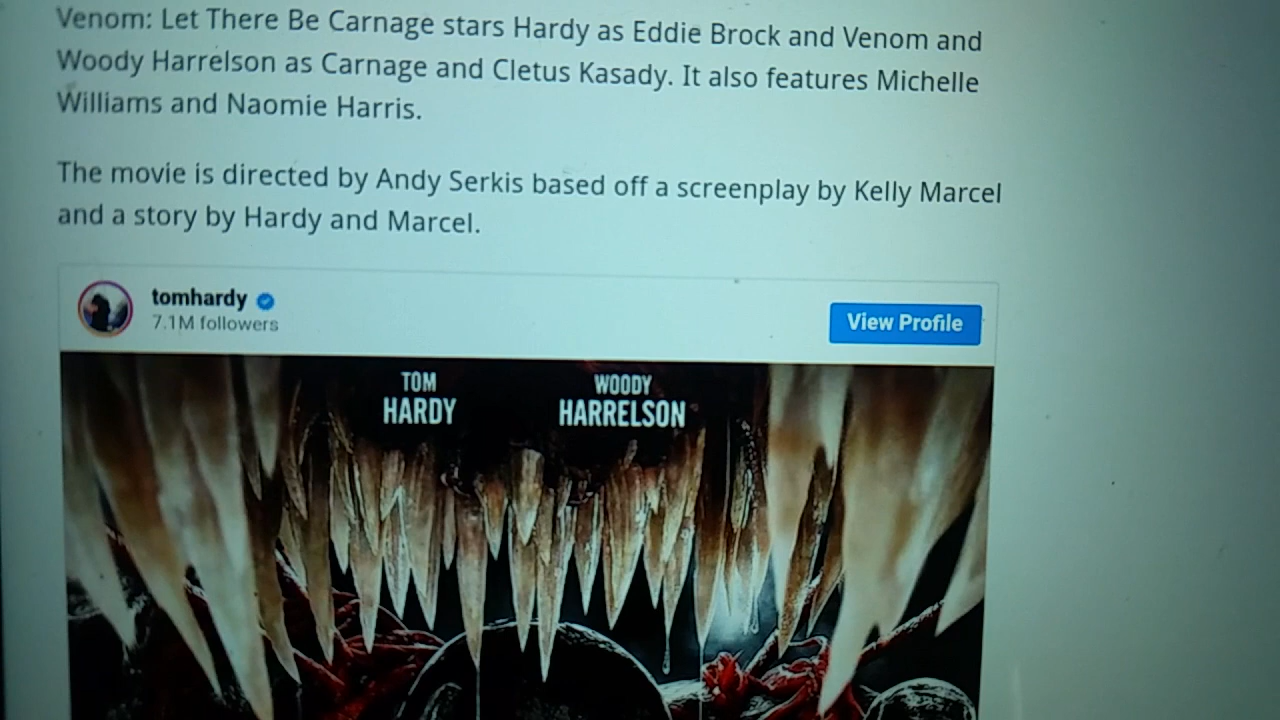 Venom: Let There Be Carnage stars Hardy as Eddie Brock and Venom and
Woody Harrelson as Carnage and Cletus Kasady. It also features Michelle
Williams and Naomie Harris.
The movie is directed by Andy Serkis based off a screenplay by Kelly Marcel
and a story by Hardy and Marcel.
tomhardy
7.1M followers
View Profile
TOM
HARDY
WOODY
HARRELSON